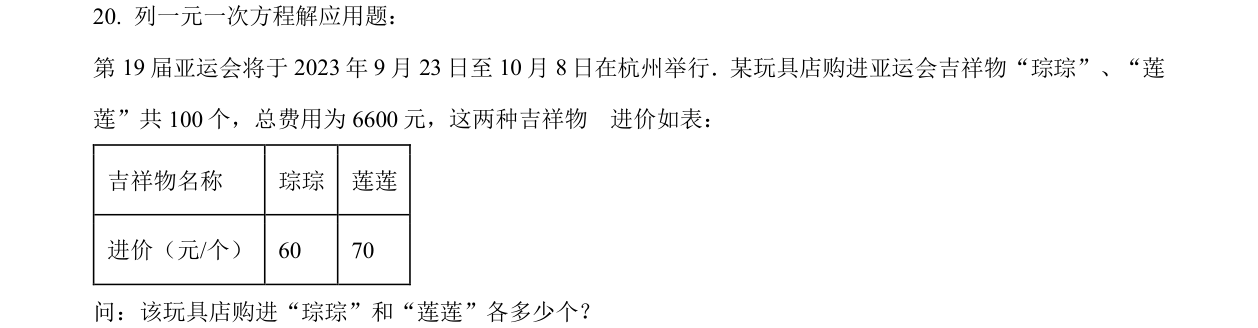 20. 列一元一次方程解应用题：
第 19 届亚运会将于 2023 年 9 月 23 日至 10 月 8 日在杭州举行．某玩具店购进亚运会吉祥物“琮琮”、“莲
莲”共 100 个，总费用为 6600 元，这两种吉祥物 进价如表：
吉祥物名称 琮琮 莲莲
进价（元/个） 60 70
问：该玩具店购进“琮琮”和“莲莲”各多少个？